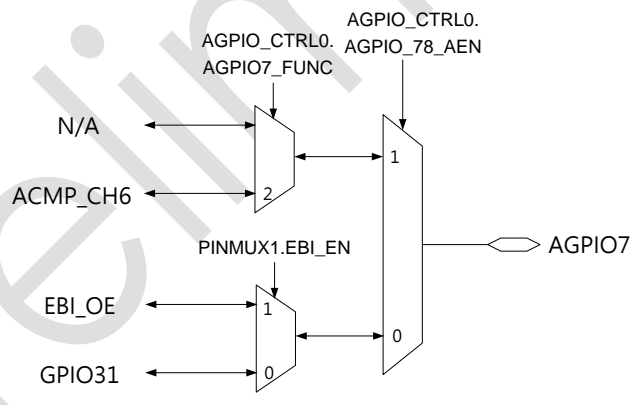 AGPIO_CTRL0.
AGPIO7_FUNC
AGPIO_CTRL0.
AGPIO_78_AEN
N/A
1
ACMP_CH6
2
AGPIO7
PINMUX1.EBI_EN
EBI_OE
1
0
GPIO31
0